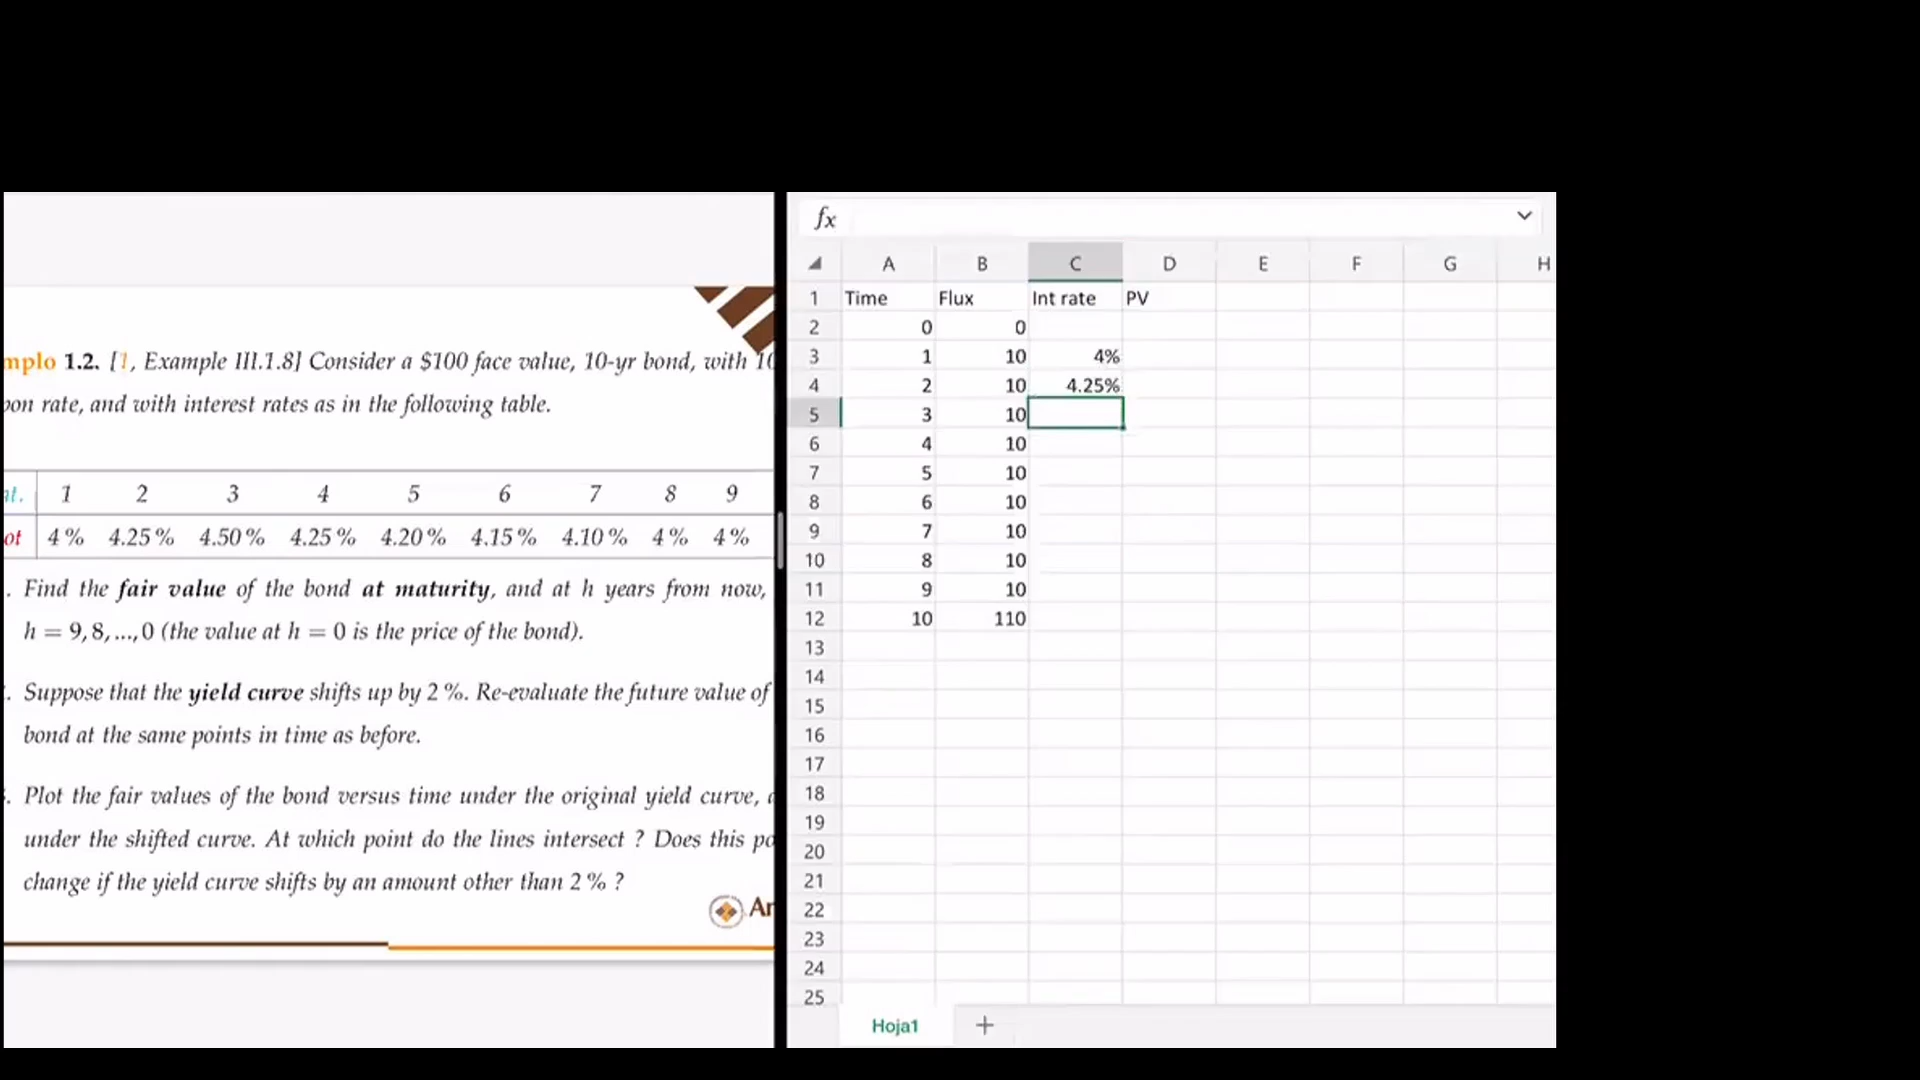 mplo 1.2. [1, Example III.1.8] Consider a $100 face value, 10-yr bond, with 10
pon rate, and with interest rates as in the following table.
at. 1 2 3 4 5 6 7 8 9
ot 4 % 4.25 % 4.50 % 4.25 % 4.20 % 4.15 % 4.10 % 4 % 4 %
. Find the fair value of the bond at maturity, and at h years from now,
h = 9, 8, ..., 0 (the value at h = 0 is the price of the bond).
. Suppose that the yield curve shifts up by 2 %. Re-evaluate the future value of
bond at the same points in time as before.
. Plot the fair values of the bond versus time under the original yield curve, a
under the shifted curve. At which point do the lines intersect ? Does this po
change if the yield curve shifts by an amount other than 2 % ?
Ar
fx
A B C D E F G H
1 Time Flux Int rate PV
2 0 0
3 1 10 4%
4 2 10 4.25%
5 3 10
6 4 10
7 5 10
8 6 10
9 7 10
10 8 10
11 9 10
12 10 110
13
14
15
16
17
18
19
20
21
22
23
24
25
Hoja1 +